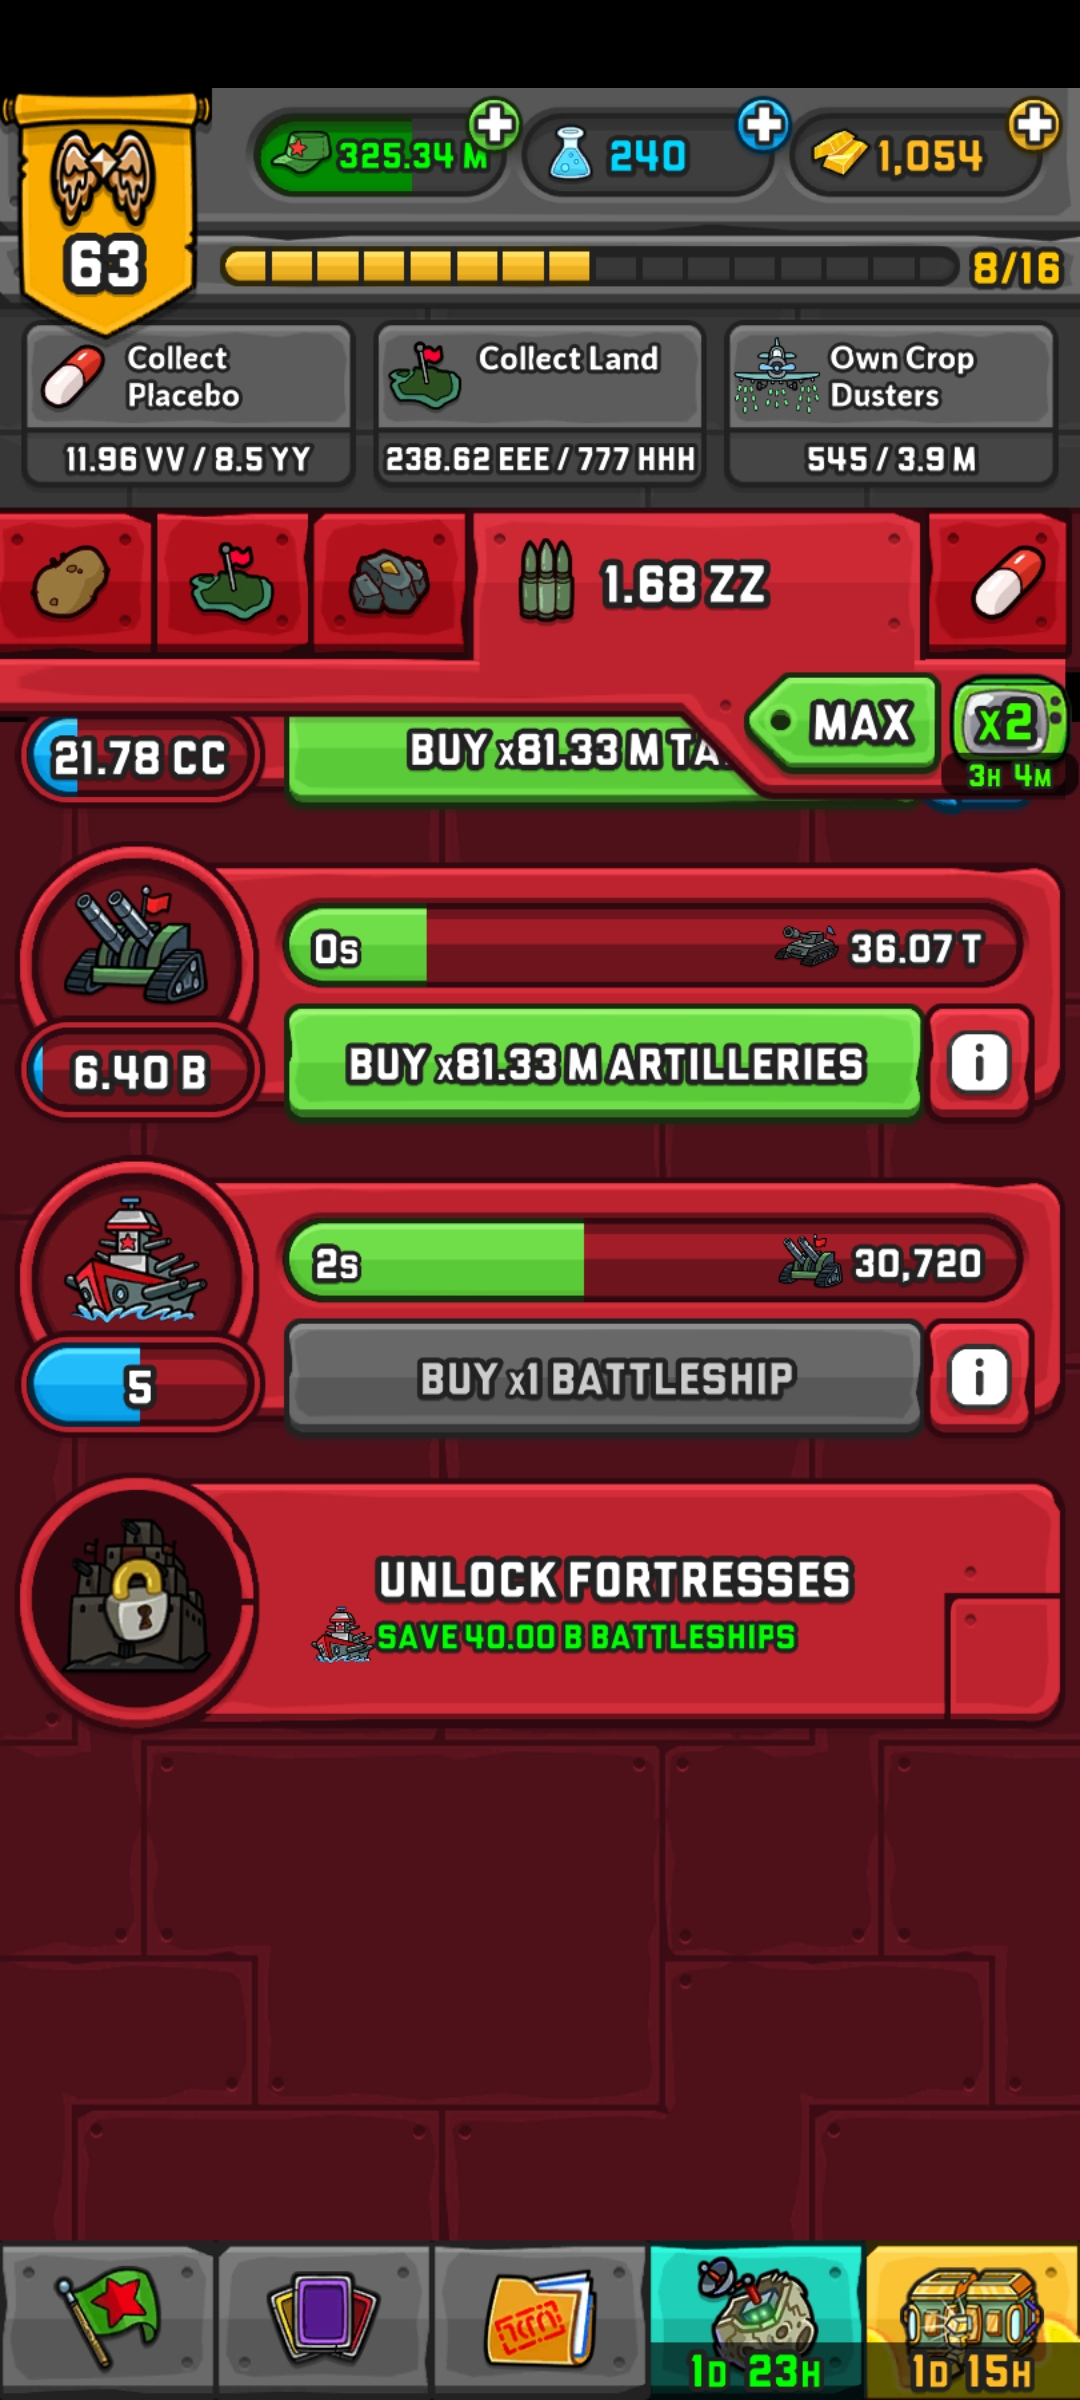 325.34 M
240
1,054
63
8/16
Collect
Placebo
11.96 VV / 8.5 YY
Collect Land
238.62 EEE / 777 HHH
Own Crop
Dusters
545 / 3.9 M
1.68 ZZ
MAX
x2
3H 4M
21.78 CC
BUY x81.33 M
0s
36.07 T
6.40 B
BUY x81.33 M ARTILLERIES
i
2s
30,720
5
BUY x1 BATTLESHIP
i
UNLOCK FORTRESSES
SAVE 40.00 B BATTLESHIPS
1D 23H
1D 15H